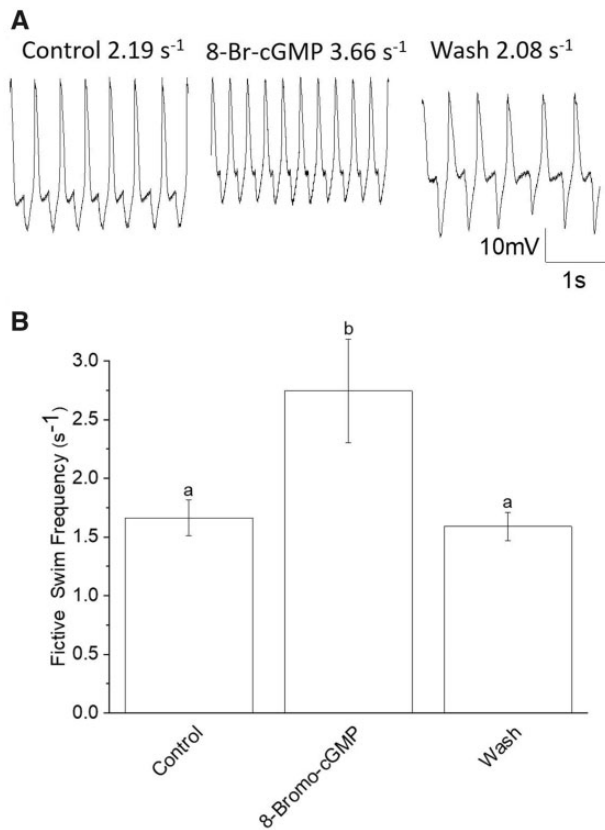 A
Control 2.19 s⁻¹ 8-Br-cGMP 3.66 s⁻¹ Wash 2.08 s⁻¹
10mV
1s
B
Fictive Swim Frequency (s⁻¹)
3.0
2.5
2.0
1.5
1.0
0.5
0.0
a
b
a
Control
8-Bromo-cGMP
Wash